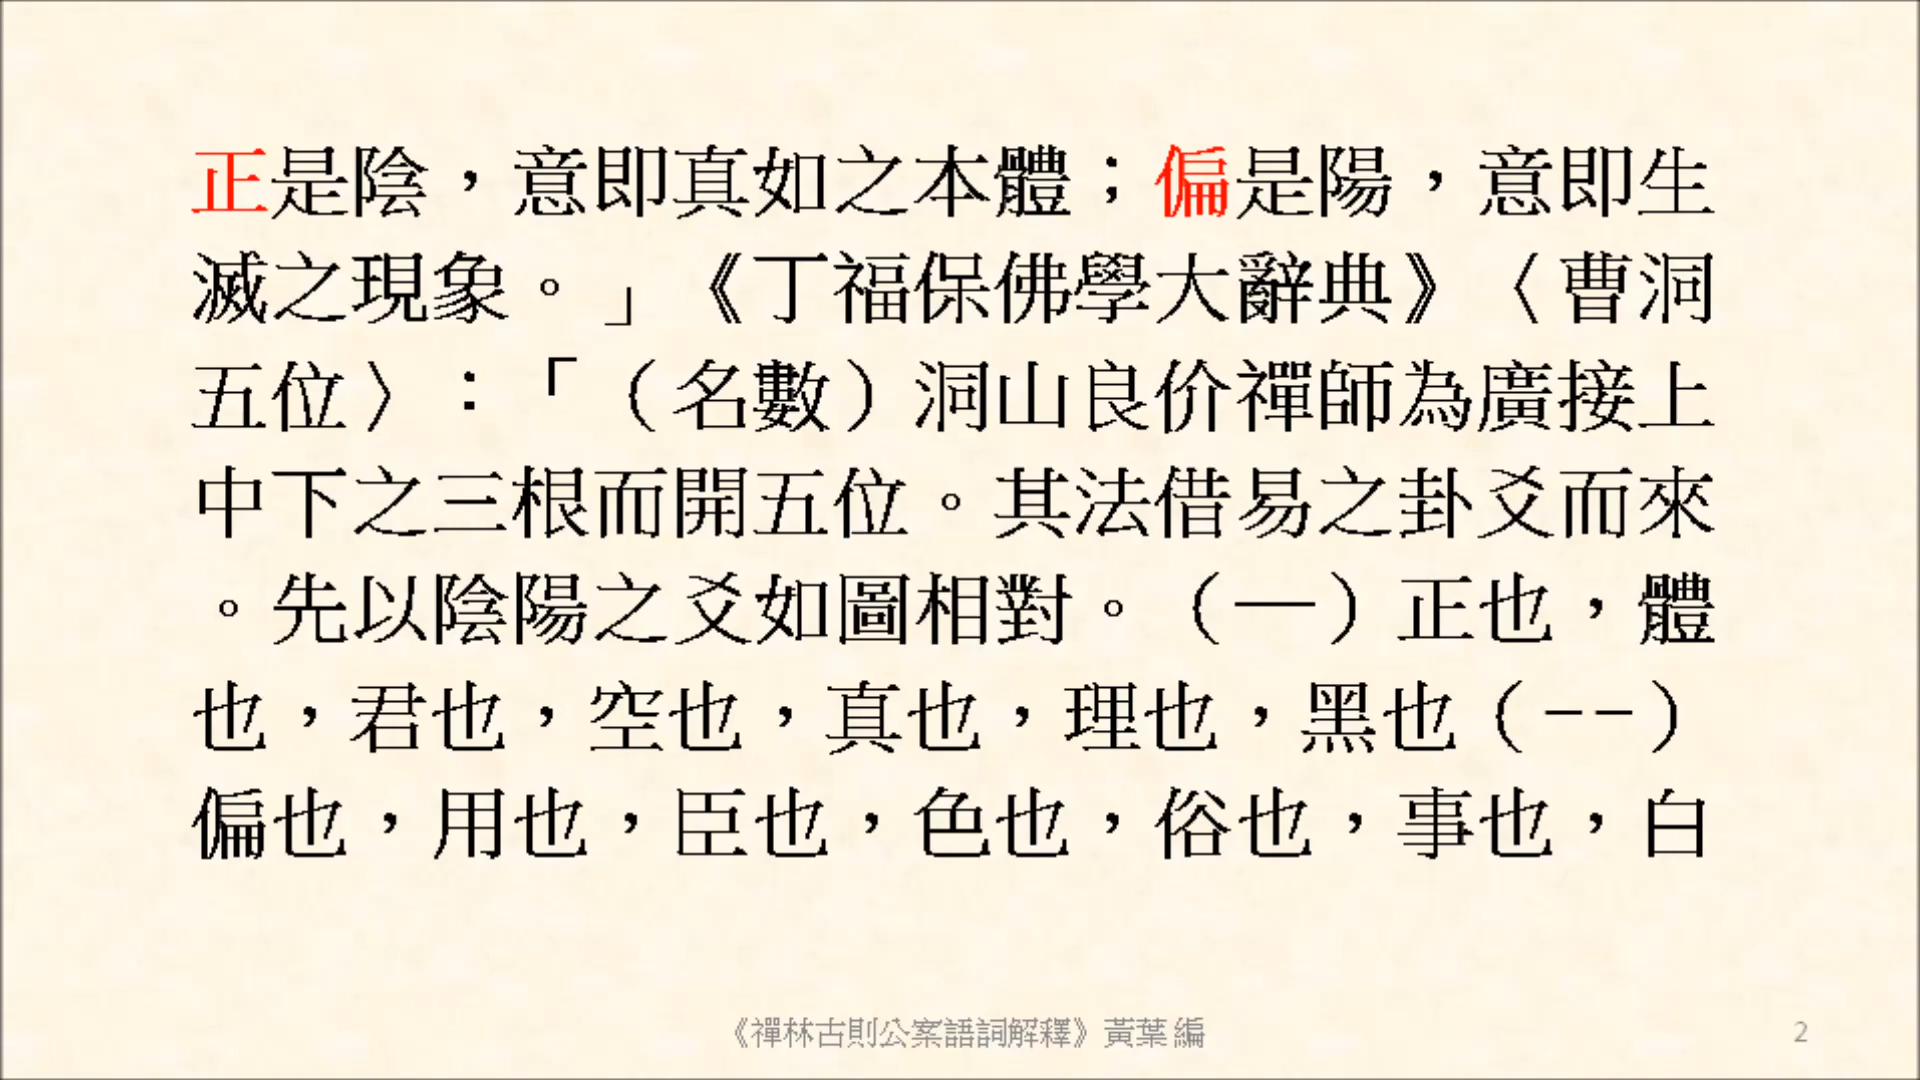 正是陰，意即真如之本體；偏是陽，意即生
滅之現象。」《丁福保佛學大辭典》〈曹洞
五位〉：「（名數）洞山良价禪師為廣接上
中下之三根而開五位。其法借易之卦爻而來
。先以陰陽之爻如圖相對。（—）正也，體
也，君也，空也，真也，理也，黑也（--）
偏也，用也，臣也，色也，俗也，事也，白
《禪林古則公案語詞解釋》黃葉 編
2